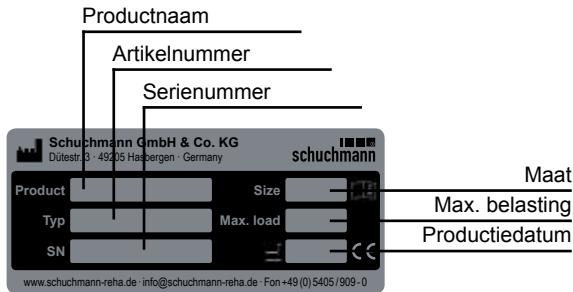 Productnaam
Artikelnummer
Serienummer
Schuchmann GmbH & Co. KG
Dütestr. 3 · 49205 Hasbergen · Germany
schuchmann
Product
Size
Maat
Typ
Max. load
Max. belasting
SN
CE
Productiedatum
www.schuchmann-reha.de · info@schuchmann-reha.de · Fon +49 (0) 5405 / 909 - 0